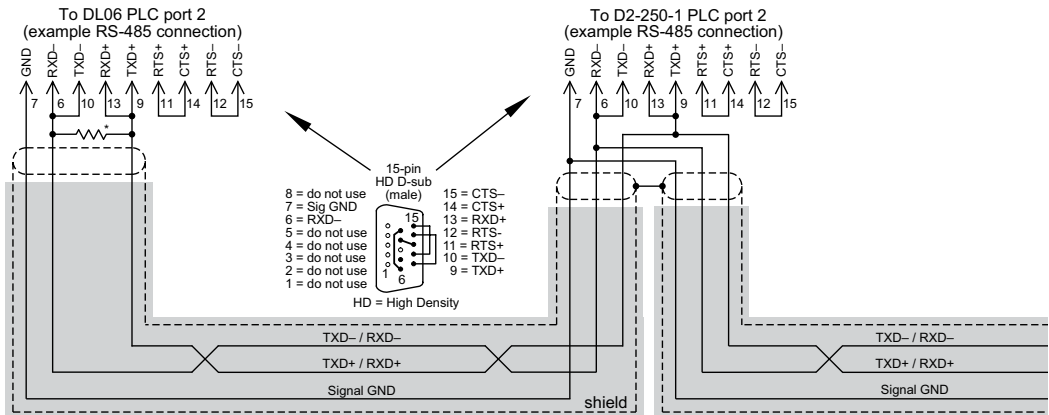 To DL06 PLC port 2
(example RS-485 connection)
GND
RXD–
TXD–
RXD+
TXD+
RTS+
CTS+
RTS–
CTS–
7
6
10
13
9
11
14
12
15
*
To D2-250-1 PLC port 2
(example RS-485 connection)
GND
RXD–
TXD–
RXD+
TXD+
RTS+
CTS+
RTS–
CTS–
7
6
10
13
9
11
14
12
15
15-pin
HD D-sub
(male)
8 = do not use
7 = Sig GND
6 = RXD–
5 = do not use
4 = do not use
3 = do not use
2 = do not use
1 = do not use
15
1
6
15 = CTS–
14 = CTS+
13 = RXD+
12 = RTS-
11 = RTS+
10 = TXD–
9 = TXD+
HD = High Density
TXD– / RXD–
TXD+ / RXD+
Signal GND
shield
TXD– / RXD–
TXD+ / RXD+
Signal GND